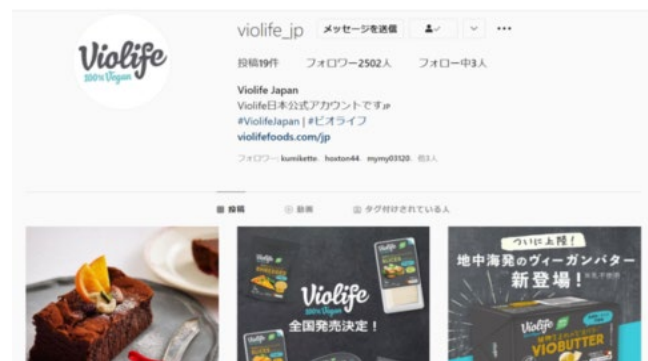 Violife
100% Vegan
violife_jp メッセージを送信
投稿19件 フォロワー2502人 フォロー中3人
Violife Japan
Violife日本公式アカウントです
#ViolifeJapan | #ビオライフ
violifefoods.com/jp
フォロワー: kumikette、hoxton44、mymy03120、他3人
投稿 動画 タグ付けされている人
Violife
100% Vegan
全国発売決定！
ついに上陸！
地中海発のヴィーガンバター
新登場！
Violife
VIOBUTTER